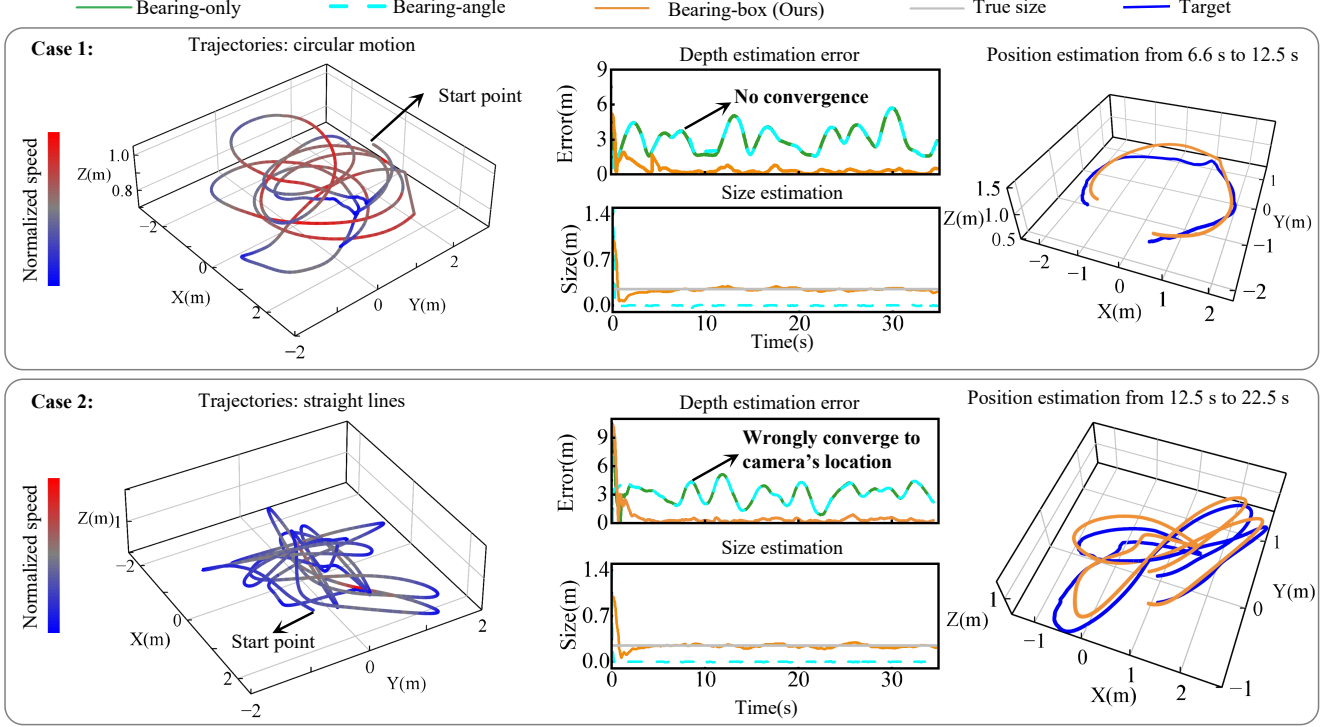 Bearing-only Bearing-angle Bearing-box (Ours) True size Target
Case 1:
Trajectories: circular motion
Start point
Normalized speed
1.0
Z(m)
0.8
−2
0
X(m)
2
−2
0
Y(m)
2
Depth estimation error
No convergence
9
6
3
0
Error(m)
Size estimation
1.4
0.7
0.0
Size(m)
0 10 20 30
Time(s)
Position estimation from 6.6 s to 12.5 s
1.5
Z(m)
1.0
0.5
−2 −1 0 1 2
X(m)
1
0
Y(m)
−1
−2
Case 2:
Trajectories: straight lines
Normalized speed
Z(m)
1
−2
0
X(m)
2
Start point
−2
0
Y(m)
2
Depth estimation error
Wrongly converge to
camera's location
9
6
3
0
Error(m)
Size estimation
1.4
0.7
0.0
Size(m)
0 10 20 30
Time(s)
Position estimation from 12.5 s to 22.5 s
1
Z(m)
−1 0 1 2
X(m)
1
Y(m)
0
−1